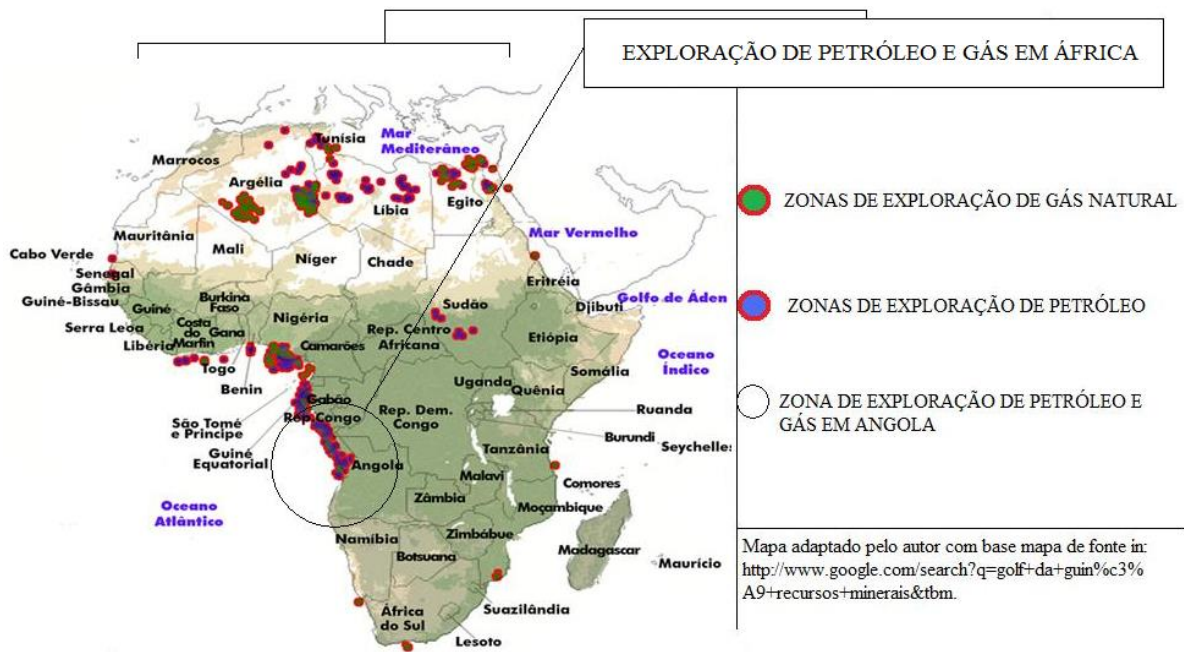 EXPLORAÇÃO DE PETRÓLEO E GÁS EM ÁFRICA
Tunísia
Mar
Mediterâneo
Marrocos
Argélia
Líbia
Egito
Mauritânia
Mar Vermelho
Cabo Verde
Mali
Níger
Chade
Senegal
Gâmbia
Guiné-Bissau
Eritréia
Burkina
Faso
Sudão
Djibuti
Golfo de Áden
Guiné
Nigéria
Serra Leoa
Costa
do
Marfin
Gana
Rep. Centro
Africana
Etiópia
Libéria
Camarões
Oceano
Índico
Togo
Somália
Benin
Uganda
Quênia
Gabão
Rep. Dem.
Congo
Ruanda
São Tomé
e Principe
Rep.Congo
Burundi
Seychelles
Guiné
Equatorial
Tanzânia
Angola
Malavi
Comores
Oceano
Atlântico
Zâmbia
Moçambique
Zimbábue
Namíbia
Madagascar
Botsuana
Maurício
Suazilândia
África
do Sul
Lesoto
ZONAS DE EXPLORAÇÃO DE GÁS NATURAL
ZONAS DE EXPLORAÇÃO DE PETRÓLEO
ZONA DE EXPLORAÇÃO DE PETRÓLEO E
GÁS EM ANGOLA
Mapa adaptado pelo autor com base mapa de fonte in:
http://www.google.com/search?q=golf+da+guin%c3%
A9+recursos+minerais&tbm.